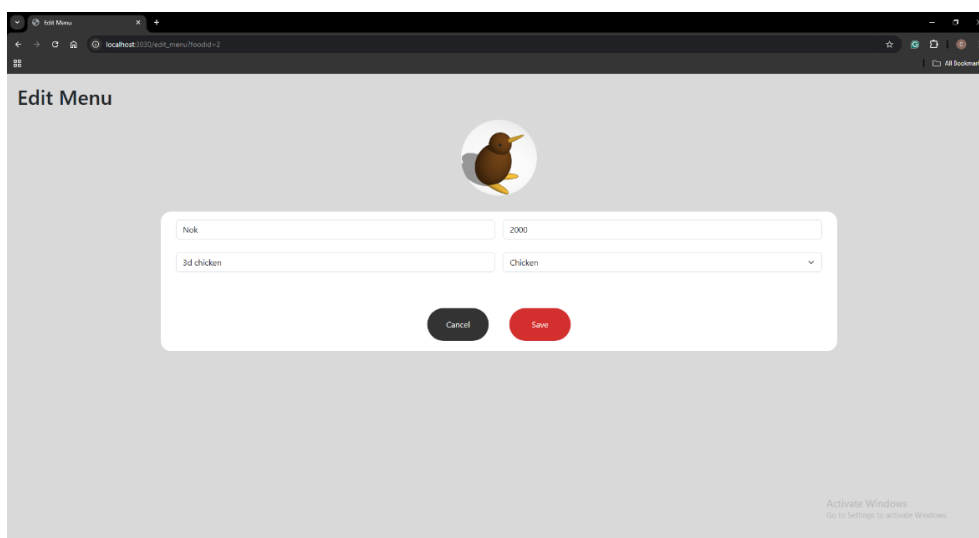 Edit Menu
localhost:3030/edit_menu?foodid=2
All Bookmar
Edit Menu
Nok
2000
3d chicken
Chicken
Cancel
Save
Activate Windows
Go to Settings to activate Windows.